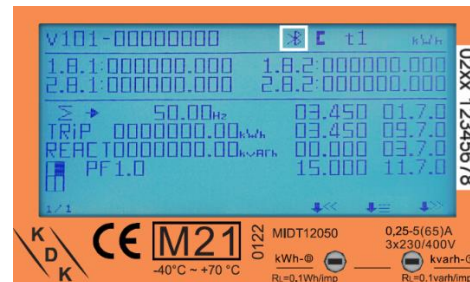 V101-00000000 t1 kWh
1.8.1:000000.000 1.8.2:000000.000
2.8.1:000000.000 2.8.2:000000.000
Σ 50.00Hz 03.450 01.7.0
TRiP 0000000.00kWh 03.450 09.7.0
REACT0000000.00kvarh 00.000 03.7.0
PF1.0 15.000 11.7.0
1/1
02XX 12345678
K D K
CE M21 0122 MIDT12050 0,25-5(65)A
3x230/400V
-40°C ~ +70 °C
kWh- kvarh-
RL=0.1Wh/imp RL=0.1varh/imp